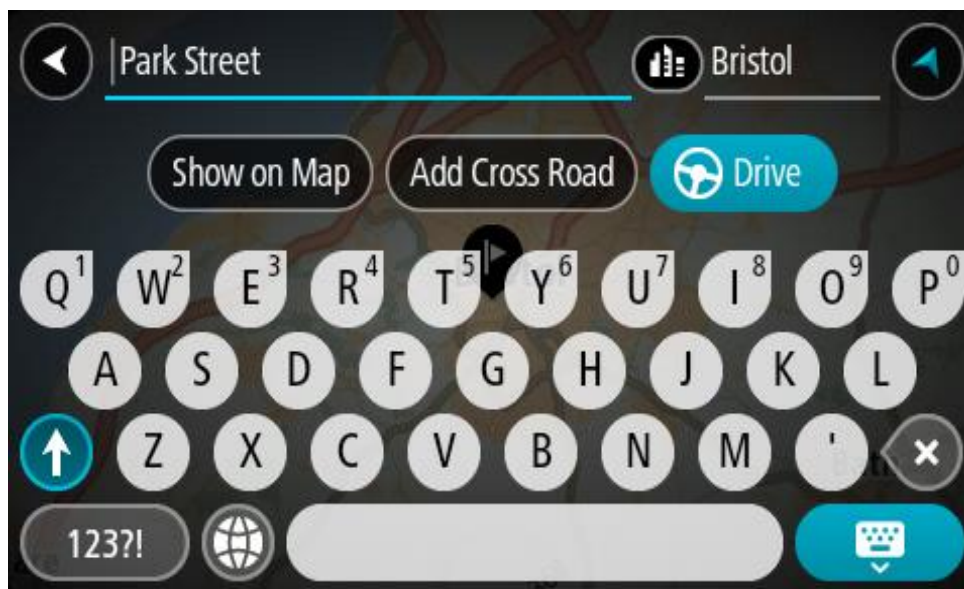 Park Street Bristol
Show on Map Add Cross Road Drive
Q1 W2 E3 R4 T5 Y6 U7 I8 O9 P0
A S D F G H J K L
Z X C V B N M '
123?!